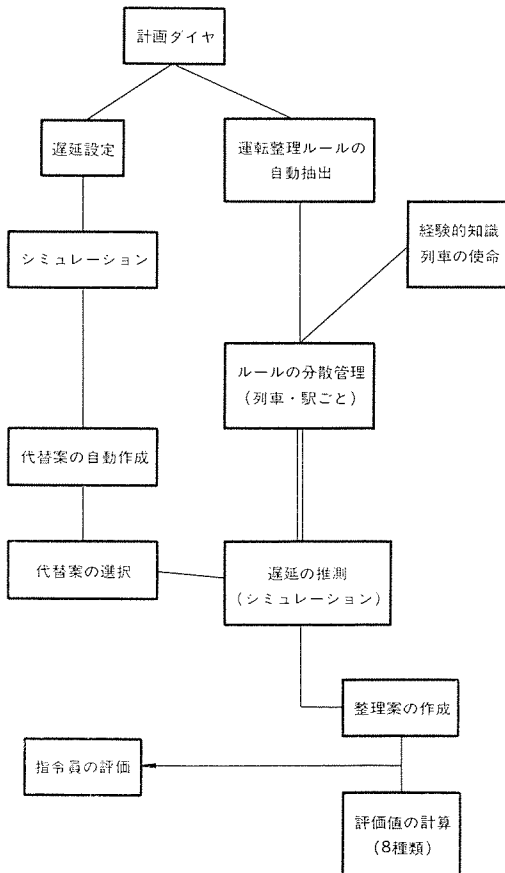 計画ダイヤ
遅延設定
運転整理ルールの
自動抽出
経験的知識
列車の使命
シミュレーション
ルールの分散管理
(列車・駅ごと)
代替案の自動作成
代替案の選択
遅延の推測
(シミュレーション)
整理案の作成
指令員の評価
評価値の計算
(8種類)